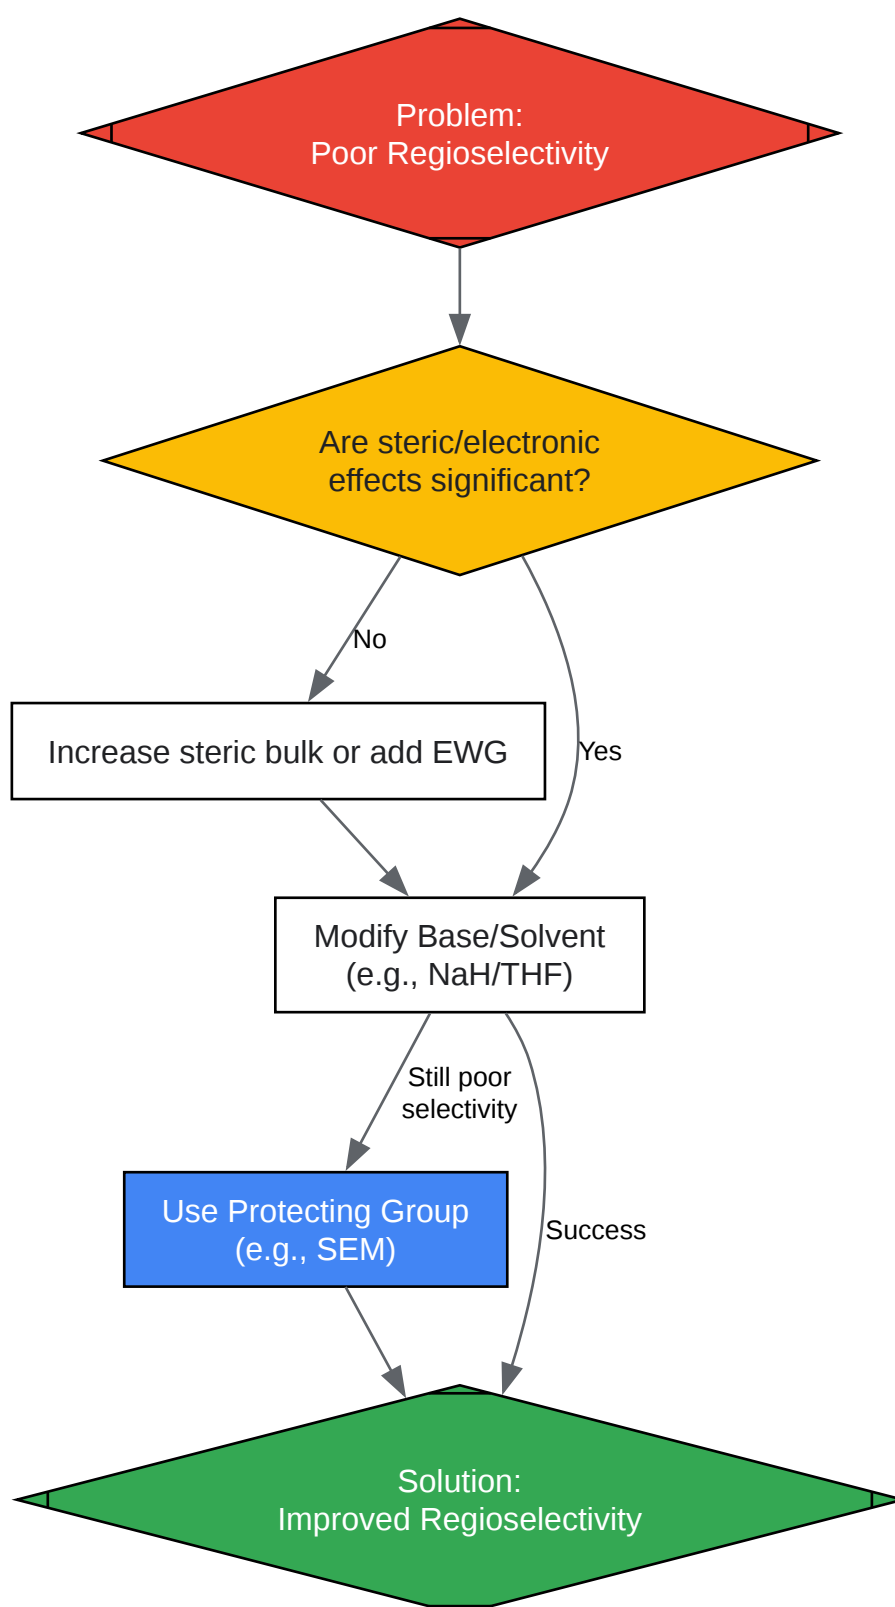 Problem:
Poor Regioselectivity
Are steric/electronic
effects significant?
No
Increase steric bulk or add EWG
Yes
Modify Base/Solvent
(e.g., NaH/THF)
Still poor
selectivity
Use Protecting Group
(e.g., SEM)
Success
Solution:
Improved Regioselectivity